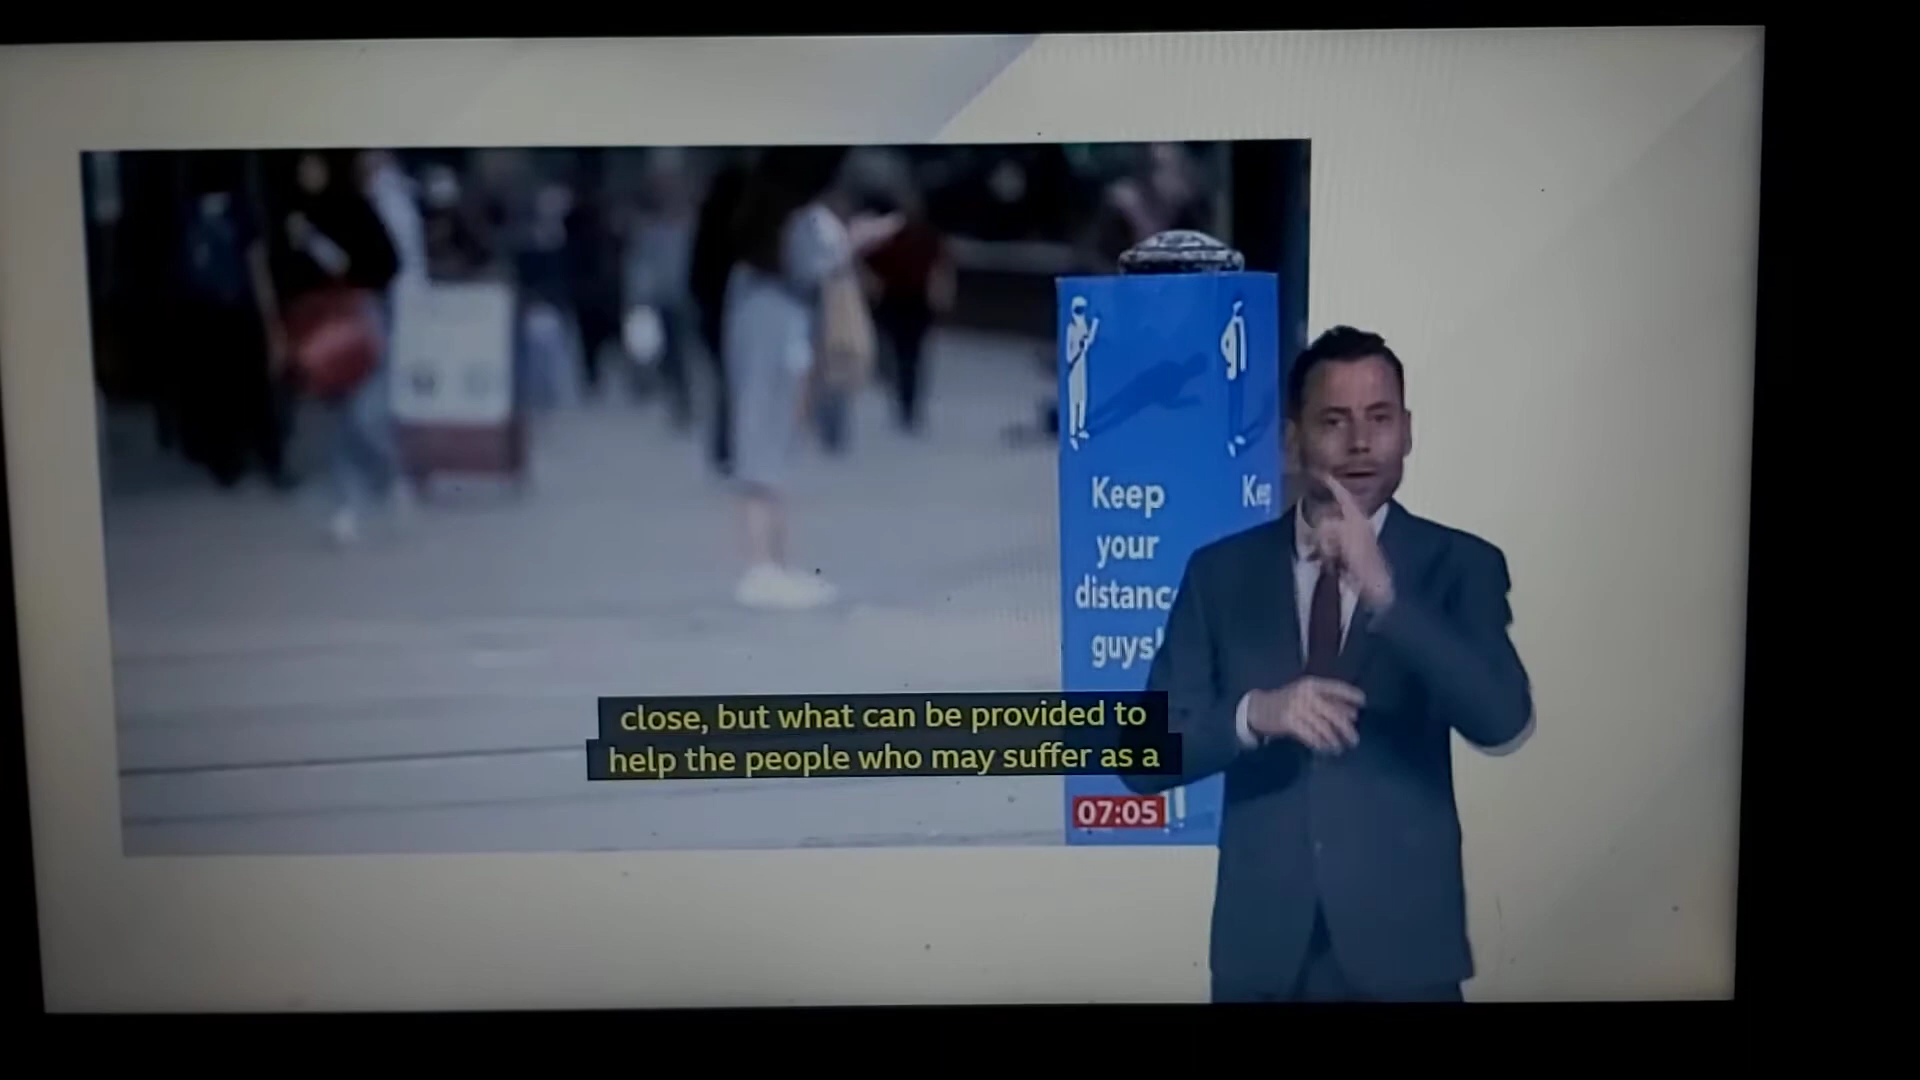 Keep
your
distanc
guys!
Kee
close, but what can be provided to
help the people who may suffer as a
07:05